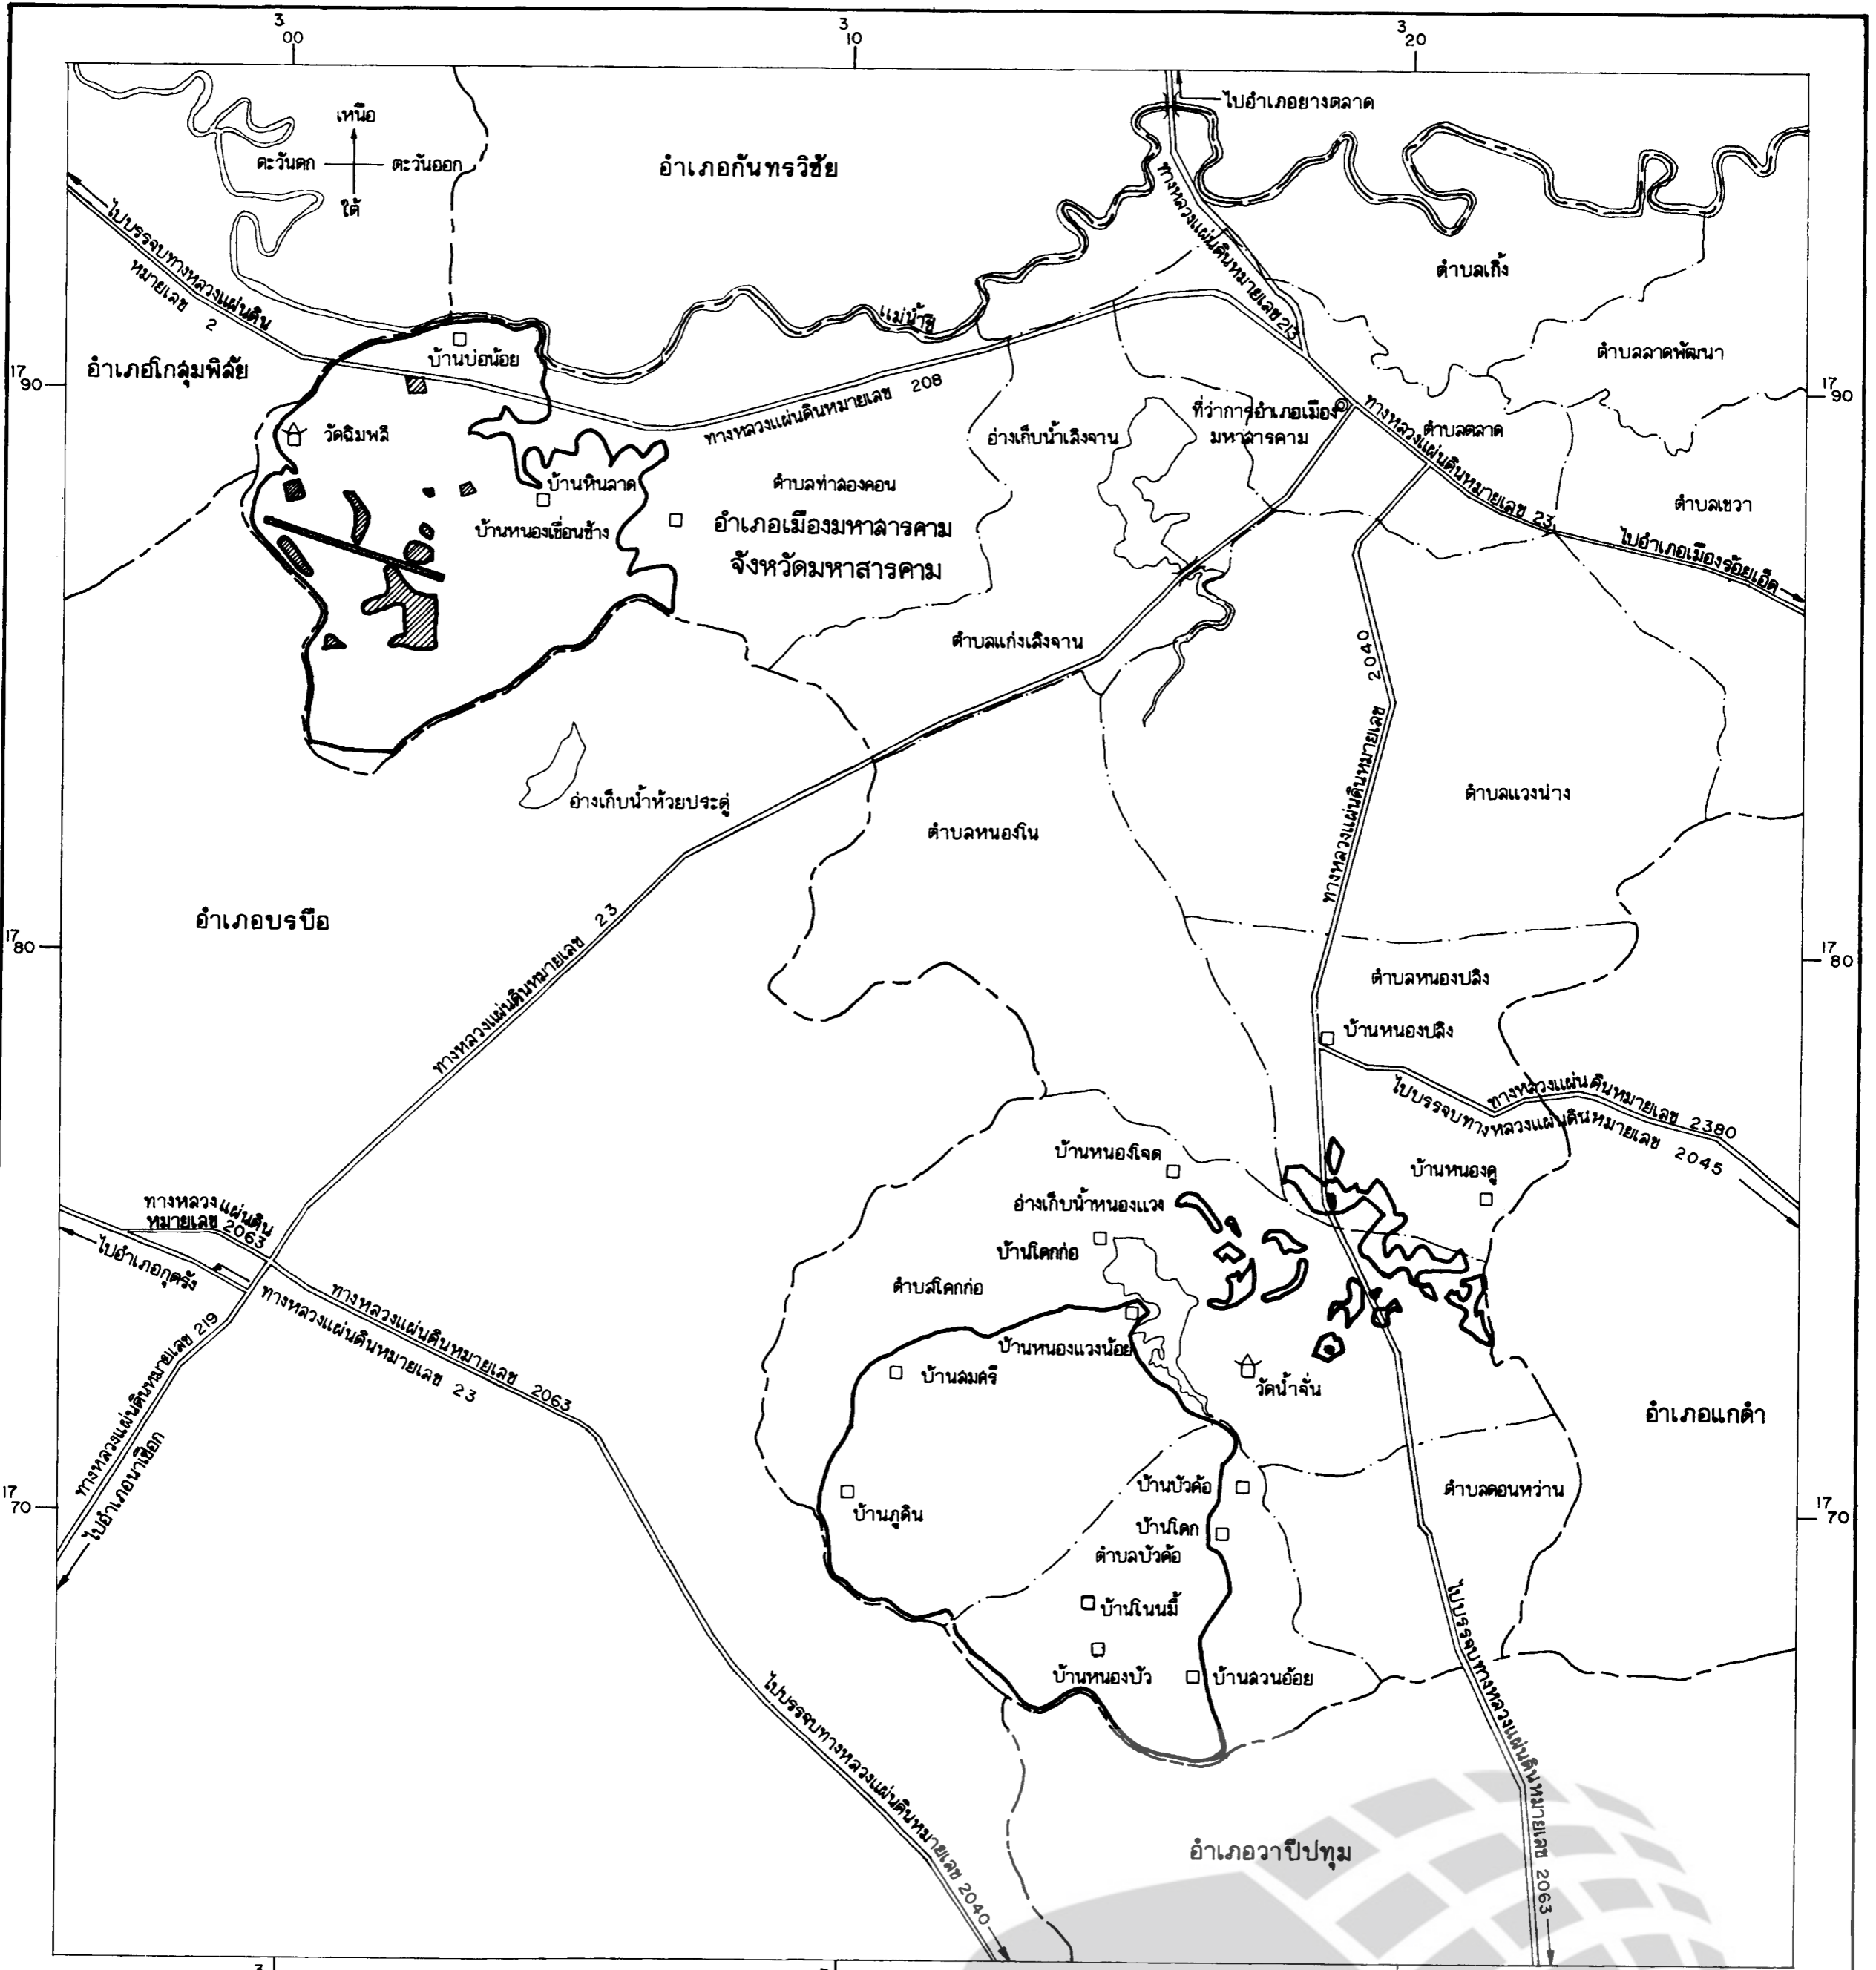 3 00
3 10
3 20
ไปอำเภอยางตลาด
เหนือ
ตะวันตก
ตะวันออก
ใต้
อำเภอกันทรวิชัย
ทางหลวงแผ่นดินหมายเลข 213
ไปบรรจบทางหลวงแผ่นดิน
หมายเลข 2
ตำบลเกิ้ง
แม่น้ำชี
บ้านบ่อน้อย
อำเภอโกสุมพิสัย
ตำบลลาดพัฒนา
17 90
17 90
ทางหลวงแผ่นดินหมายเลข 208
ที่ว่าการอำเภอเมือง
มหาสารคาม
อ่างเก็บน้ำเลิงจาน
ทางหลวงแผ่นดินหมายเลข 23
ตำบลตลาด
วัดฉิมพลี
บ้านหินลาด
ตำบลท่าสองคอน
ตำบลเขวา
บ้านหนองเขื่อนช้าง
อำเภอเมืองมหาสารคาม
จังหวัดมหาสารคาม
ไปอำเภอเมืองร้อยเอ็ด
ตำบลแก่งเลิงจาน
ทางหลวงแผ่นดินหมายเลข 2040
อ่างเก็บน้ำห้วยประดู่
ตำบลแวงน่าง
ตำบลหนองโน
อำเภอบรบือ
ทางหลวงแผ่นดินหมายเลข 23
17 80
17 80
ตำบลหนองปลิง
บ้านหนองปลิง
ทางหลวงแผ่นดินหมายเลข 2380
ไปบรรจบทางหลวงแผ่นดินหมายเลข 2045
บ้านหนองโจด
บ้านหนองคู
ทางหลวงแผ่นดิน
หมายเลข 2063
อ่างเก็บน้ำหนองแวง
บ้านโคกก่อ
ไปอำเภอกุดรัง
ตำบลโคกก่อ
ทางหลวงแผ่นดินหมายเลข 2063
ทางหลวงแผ่นดินหมายเลข 23
ทางหลวงแผ่นดินหมายเลข 219
บ้านหนองแวงน้อย
บ้านสมศรี
วัดน้ำจั่น
อำเภอแกดำ
ไปอำเภอนาเชือก
บ้านบัวค้อ
ตำบลดอนหว่าน
17 70
17 70
บ้านภูดิน
บ้านโคก
ตำบลบัวค้อ
บ้านโนนมี้
บ้านหนองบัว
บ้านสวนอ้อย
ไปบรรจบทางหลวงแผ่นดินหมายเลข 2040
ไปบรรจบทางหลวงแผ่นดินหมายเลข 2063
อำเภอวาปีปทุม
3